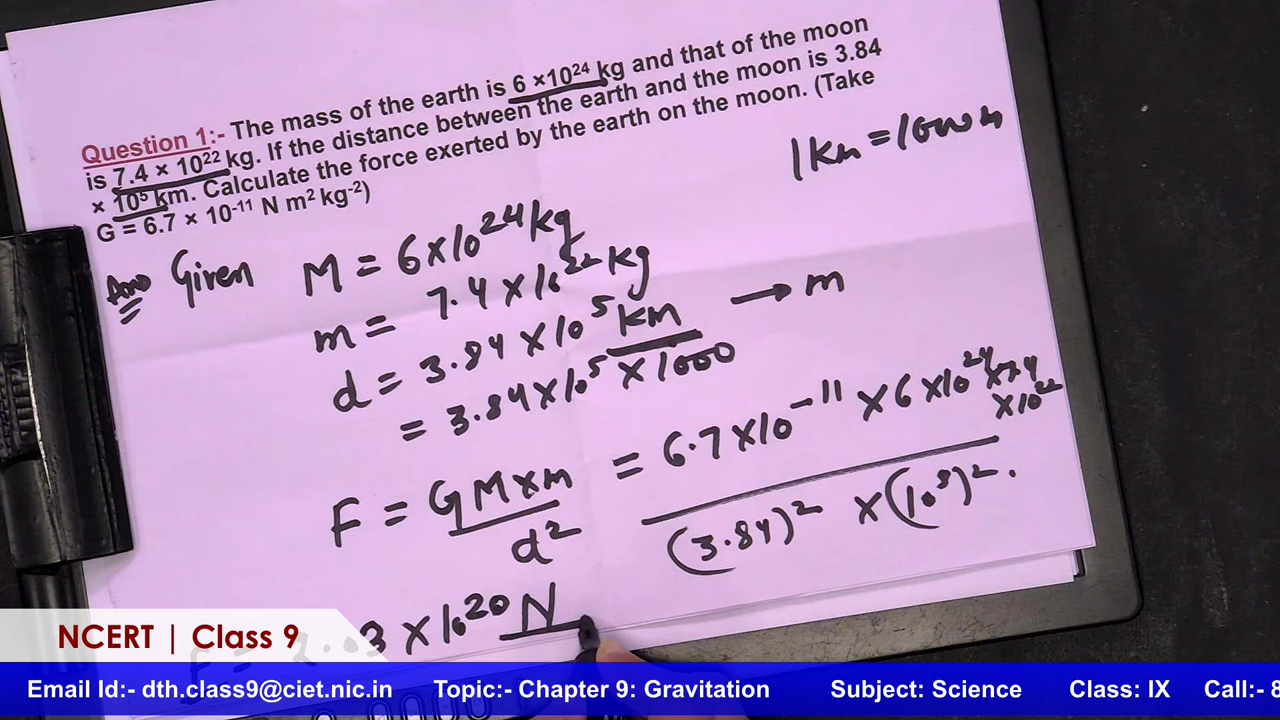 Question 1:- The mass of the earth is 6 ×10²⁴ kg and that of the moon
is 7.4 × 10²² kg. If the distance between the earth and the moon is 3.84
× 10⁵ km. Calculate the force exerted by the earth on the moon. (Take
G = 6.7 × 10⁻¹¹ N m² kg⁻²)
1 Km = 1000 m
Ans Given M = 6×10²⁴ kg
m = 7.4 ×10²² kg
d = 3.84 ×10⁵ km → m
= 3.84×10⁵ ×1000
F = GM×m / d² = 6.7×10⁻¹¹ ×6×10²⁴ ×7.4 ×10²² / (3.84)² ×(10⁸)².
×10²⁰ N
NCERT | Class 9
Email Id:- dth.class9@ciet.nic.in Topic:- Chapter 9: Gravitation Subject: Science Class: IX Call:- 8